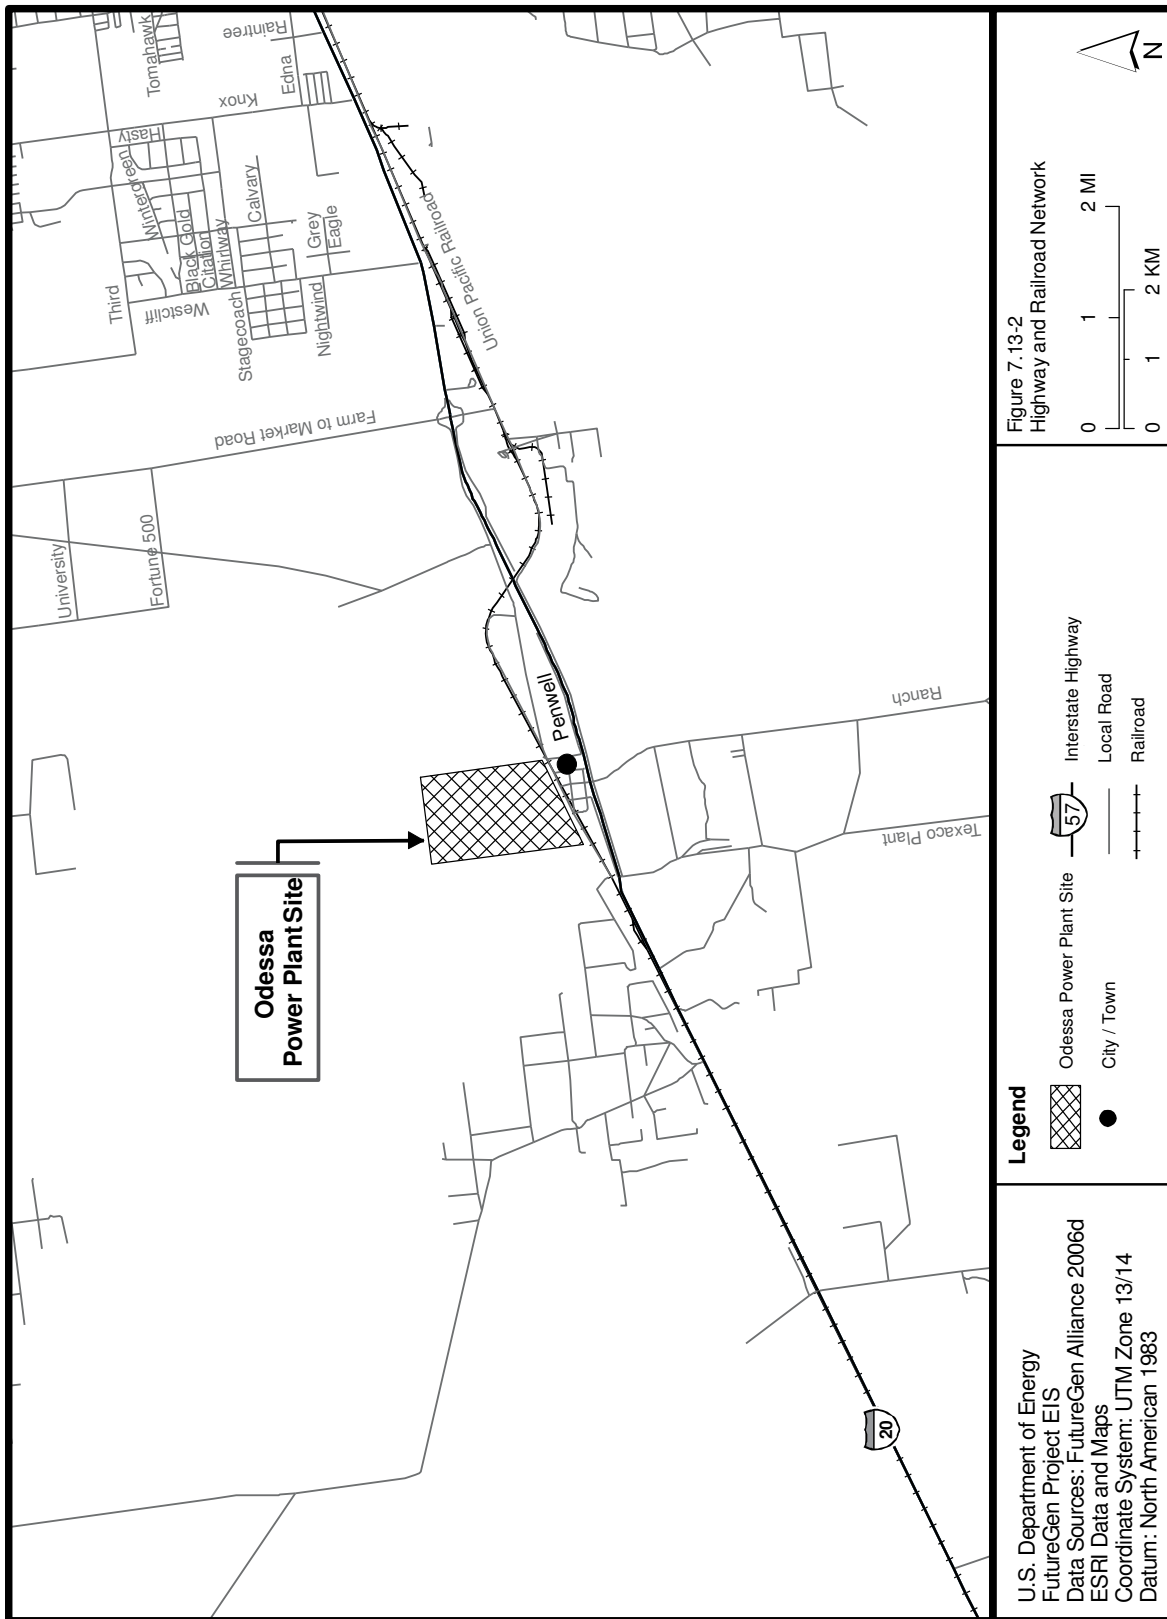 Tomahawk
Raintree
Edna
Knox
Hasty
Wintergreen
Third
Black Gold
Citation
Whirlway
Calvary
Westcliff
Stagecoach
Grey
Eagle
Nightwind
Union Pacific Railroad
Farm to Market Road
University
Fortune 500
Penwell
Ranch
Texaco Plant
Odessa
Power Plant Site
20
U.S. Department of Energy
FutureGen Project EIS
Data Sources: FutureGen Alliance 2006d
ESRI Data and Maps
Coordinate System: UTM Zone 13/14
Datum: North American 1983
Legend
Odessa Power Plant Site
City / Town
57
Interstate Highway
Local Road
Railroad
Figure 7.13-2
Highway and Railroad Network
0 1 2 MI
0 1 2 KM
N